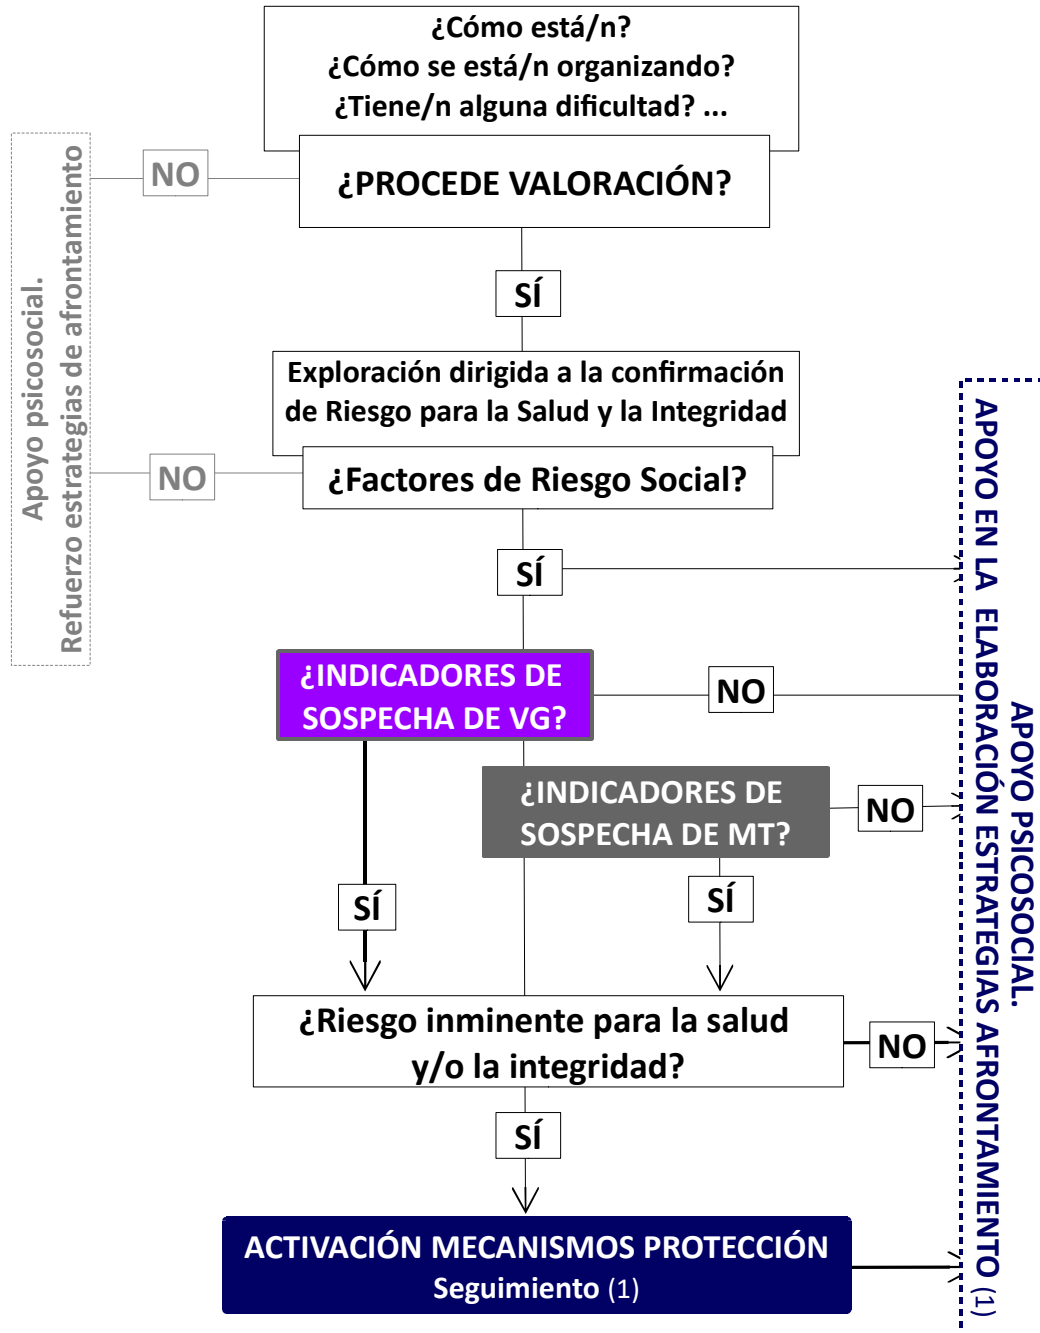 ¿Cómo está/n?
¿Cómo se está/n organizando?
¿Tiene/n alguna dificultad? ...
¿PROCEDE VALORACIÓN?
NO
Apoyo psicosocial.
Refuerzo estrategias de afrontamiento
SÍ
Exploración dirigida a la confirmación
de Riesgo para la Salud y la Integridad
¿Factores de Riesgo Social?
NO
SÍ
¿INDICADORES DE
SOSPECHA DE VG?
NO
¿INDICADORES DE
SOSPECHA DE MT?
NO
SÍ
SÍ
¿Riesgo inminente para la salud
y/o la integridad?
NO
SÍ
ACTIVACIÓN MECANISMOS PROTECCIÓN
Seguimiento (1)
APOYO PSICOSOCIAL.
APOYO EN LA ELABORACIÓN ESTRATEGIAS AFRONTAMIENTO (1)